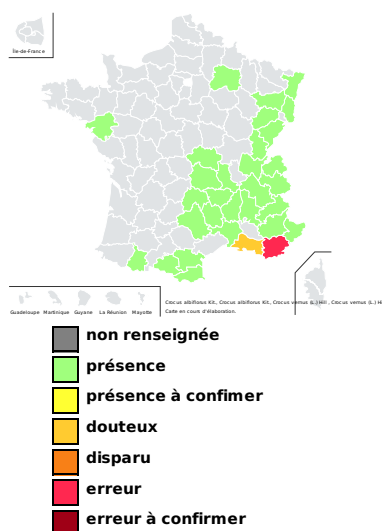 Île-de-France
Guadeloupe Martinique Guyane La Réunion Mayotte
Crocus albiflorus Kit., Crocus albiflorus Kit., Crocus vernus (L.) Hill , Crocus vernus (L.) Hi
Carte en cours d'élaboration.
non renseignée
présence
présence à confimer
douteux
disparu
erreur
erreur à confirmer